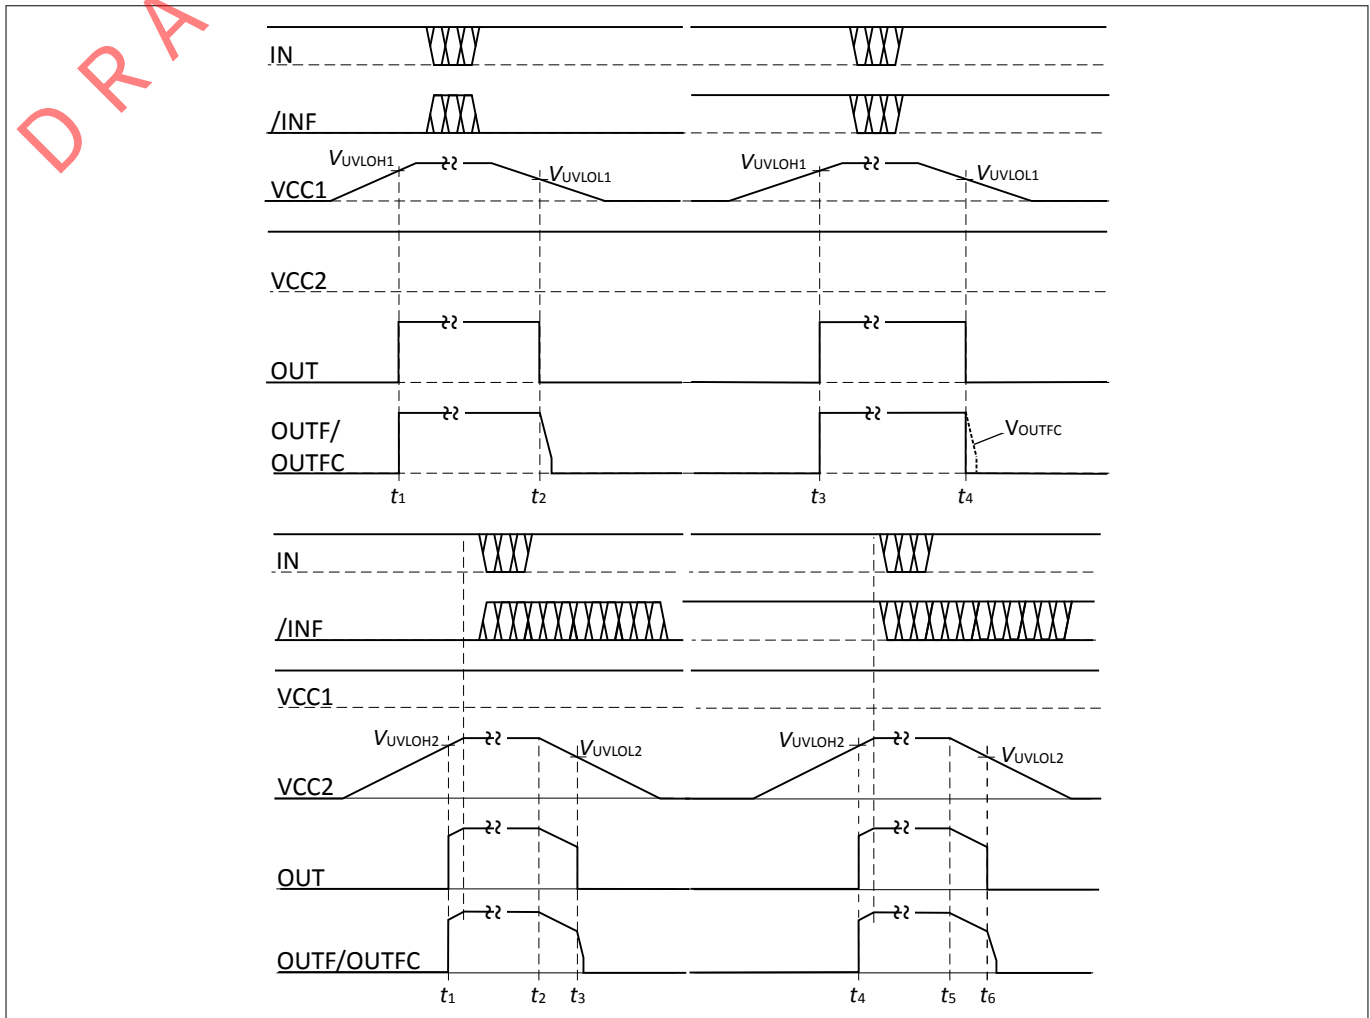 D R A
IN
/INF
VUVLOH1
VUVLOL1
VUVLOH1
VUVLOL1
VCC1
VCC2
OUT
OUTF/
OUTFC
VOUTFC
t1 t2 t3 t4
IN
/INF
VCC1
VUVLOH2
VUVLOL2
VUVLOH2
VUVLOL2
VCC2
OUT
OUTF/OUTFC
t1 t2 t3 t4 t5 t6